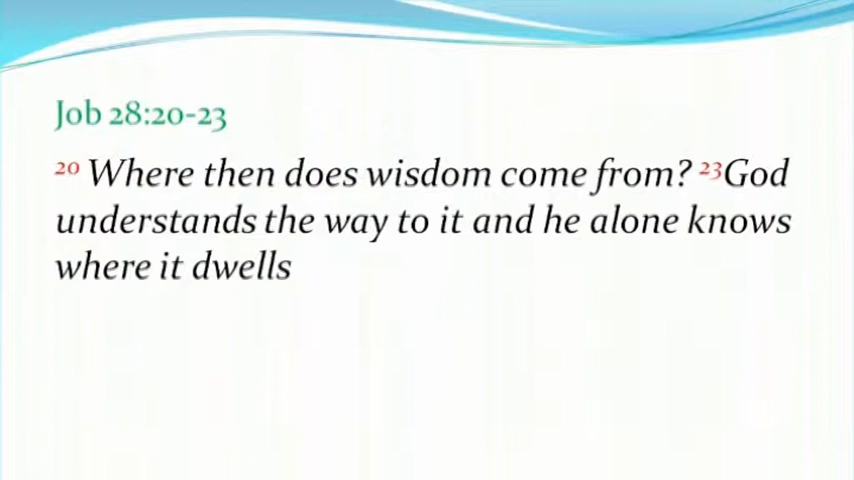 Job 28:20-23
20 Where then does wisdom come from? 23God
understands the way to it and he alone knows
where it dwells